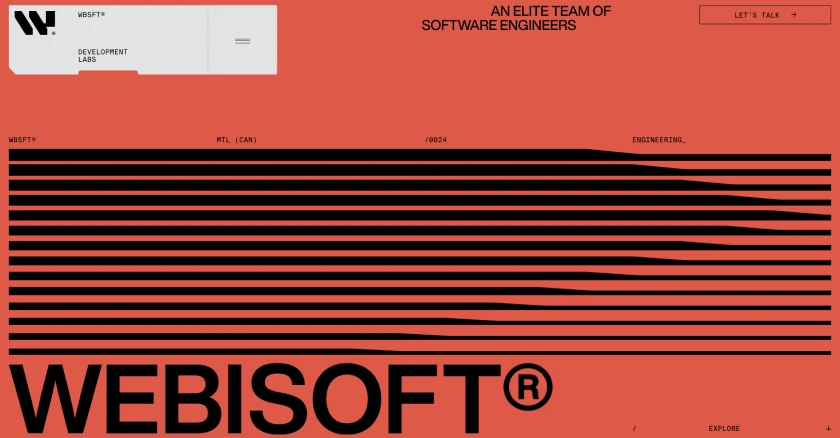 W. ®
WBSFT®
DEVELOPMENT
LABS
AN ELITE TEAM OF
SOFTWARE ENGINEERS
LET'S TALK →
WBSFT® MTL (CAN) /0024 ENGINEERING_
WEBISOFT®
/ EXPLORE ↓